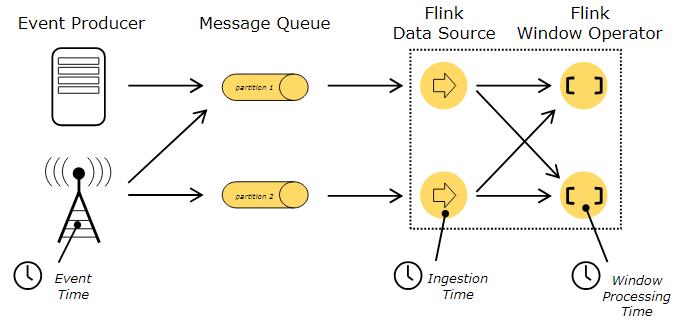 Event Producer
Message Queue
Flink
Data Source
Flink
Window Operator
partition 1
partition 2
Event
Time
Ingestion
Time
Window
Processing
Time